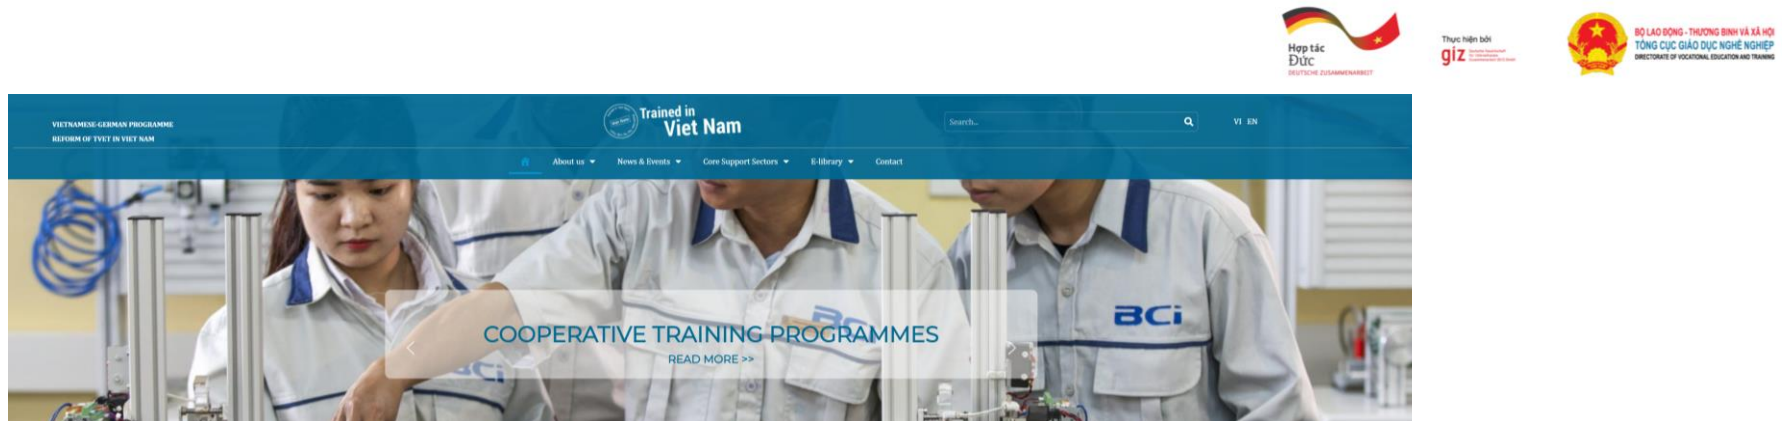 Hợp tác
Đức
DEUTSCHE ZUSAMMENARBEIT
Thực hiện bởi
giz
BỘ LAO ĐỘNG - THƯƠNG BINH VÀ XÃ HỘI
TỔNG CỤC GIÁO DỤC NGHỀ NGHIỆP
DIRECTORATE OF VOCATIONAL EDUCATION AND TRAINING
VIETNAMESE-GERMAN PROGRAMME
REFORM OF TVET IN VIET NAM
Trained in
Viet Nam
Search...
VI EN
About us
News & Events
Core Support Sectors
E-library
Contact
BCi
BCi
COOPERATIVE TRAINING PROGRAMMES
READ MORE >>